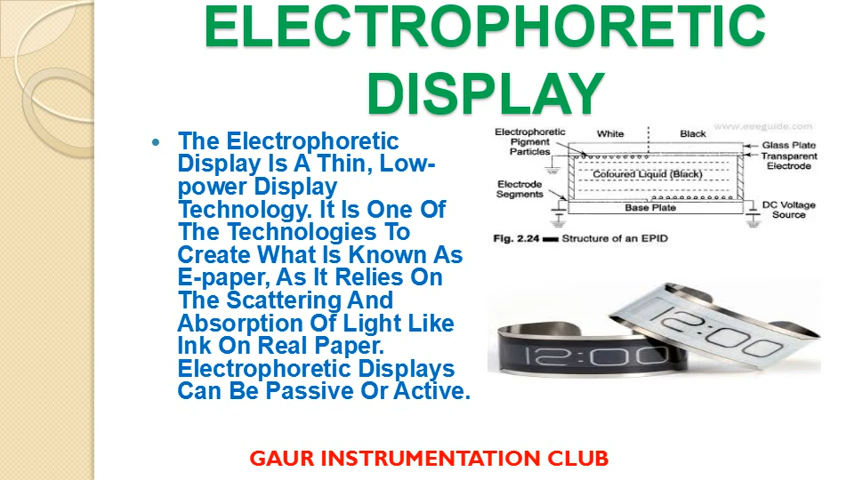 ELECTROPHORETIC
DISPLAY
• The Electrophoretic
Display Is A Thin, Low-
power Display
Technology. It Is One Of
The Technologies To
Create What Is Known As
E-paper, As It Relies On
The Scattering And
Absorption Of Light Like
Ink On Real Paper.
Electrophoretic Displays
Can Be Passive Or Active.
www.eeeguide.com
Electrophoretic
Pigment
Particles
White
Black
Glass Plate
Transparent
Electrode
Coloured Liquid (Black)
Electrode
Segments
Base Plate
DC Voltage
Source
Fig. 2.24 Structure of an EPID
12:00
12:00
GAUR INSTRUMENTATION CLUB